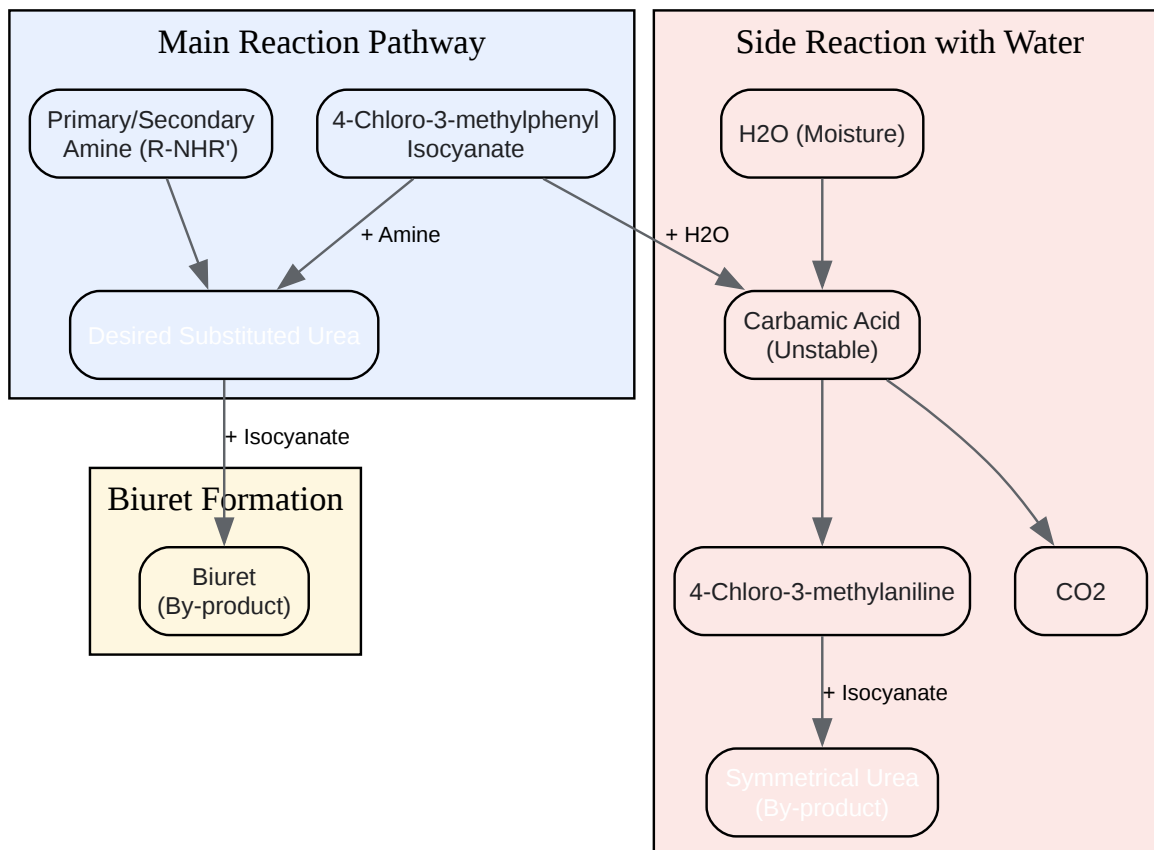 Main Reaction Pathway
Primary/Secondary
Amine (R-NHR')
4-Chloro-3-methylphenyl
Isocyanate
+ Amine
Desired Substituted Urea
+ Isocyanate
Biuret Formation
Biuret
(By-product)
Side Reaction with Water
H2O (Moisture)
+ H2O
Carbamic Acid
(Unstable)
4-Chloro-3-methylaniline
CO2
+ Isocyanate
Symmetrical Urea
(By-product)